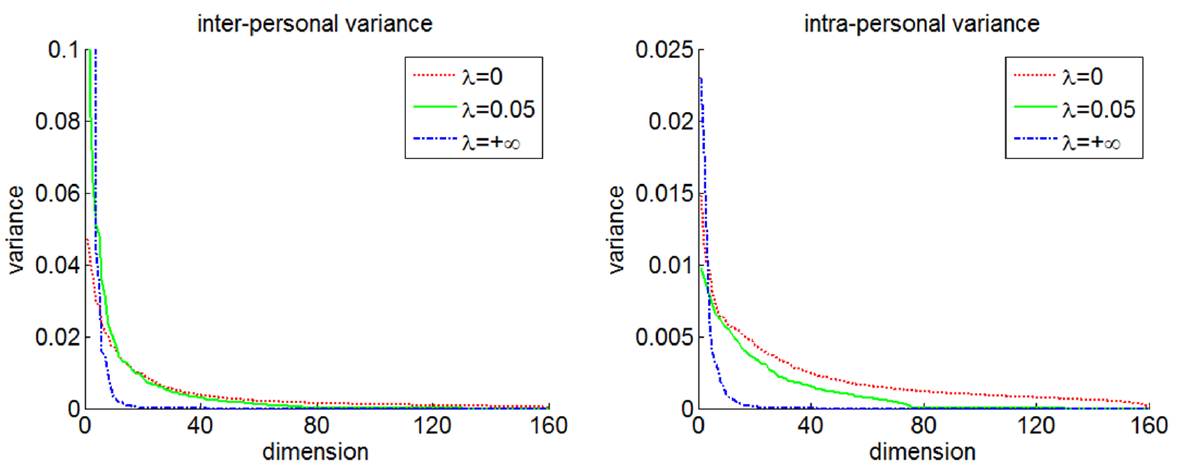 inter-personal variance
0.1
0.08
0.06
0.04
0.02
0
variance
0
40
80
120
160
dimension
λ=0
λ=0.05
λ=+∞
intra-personal variance
0.025
0.02
0.015
0.01
0.005
0
variance
0
40
80
120
160
dimension
λ=0
λ=0.05
λ=+∞